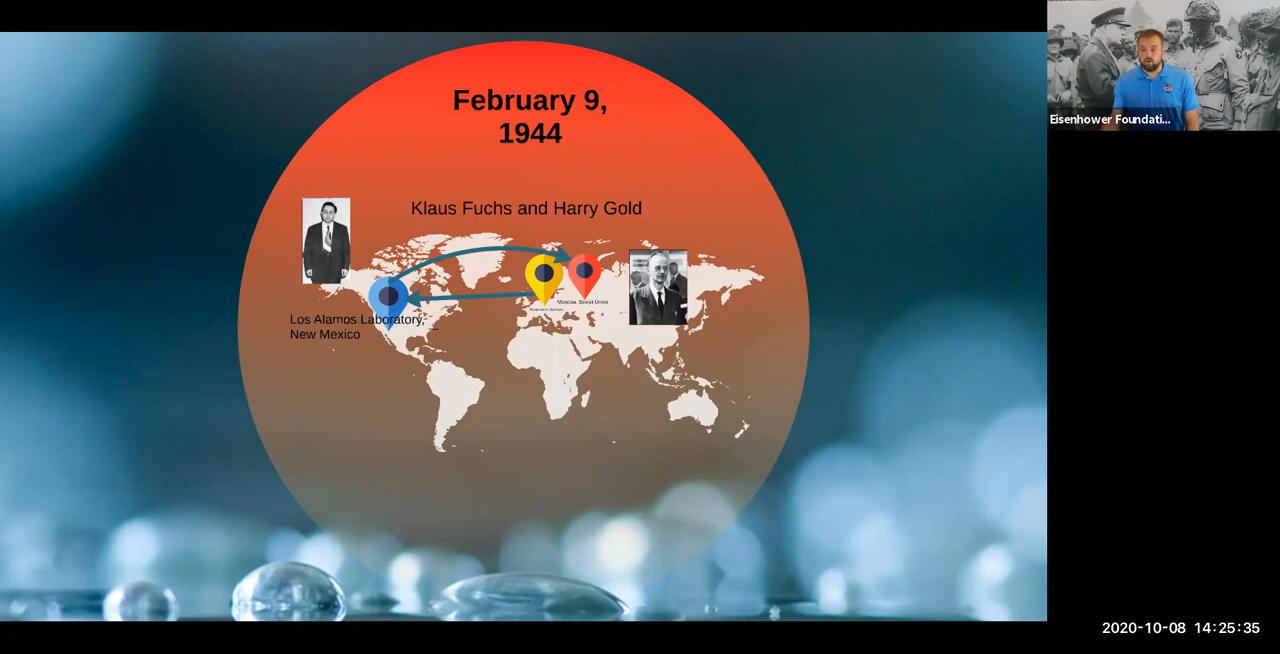 February 9,
1944
Eisenhower Foundati...
Klaus Fuchs and Harry Gold
Moscow, Soviet Union
Los Alamos Laboratory,
New Mexico
2020-10-08 14:25:35